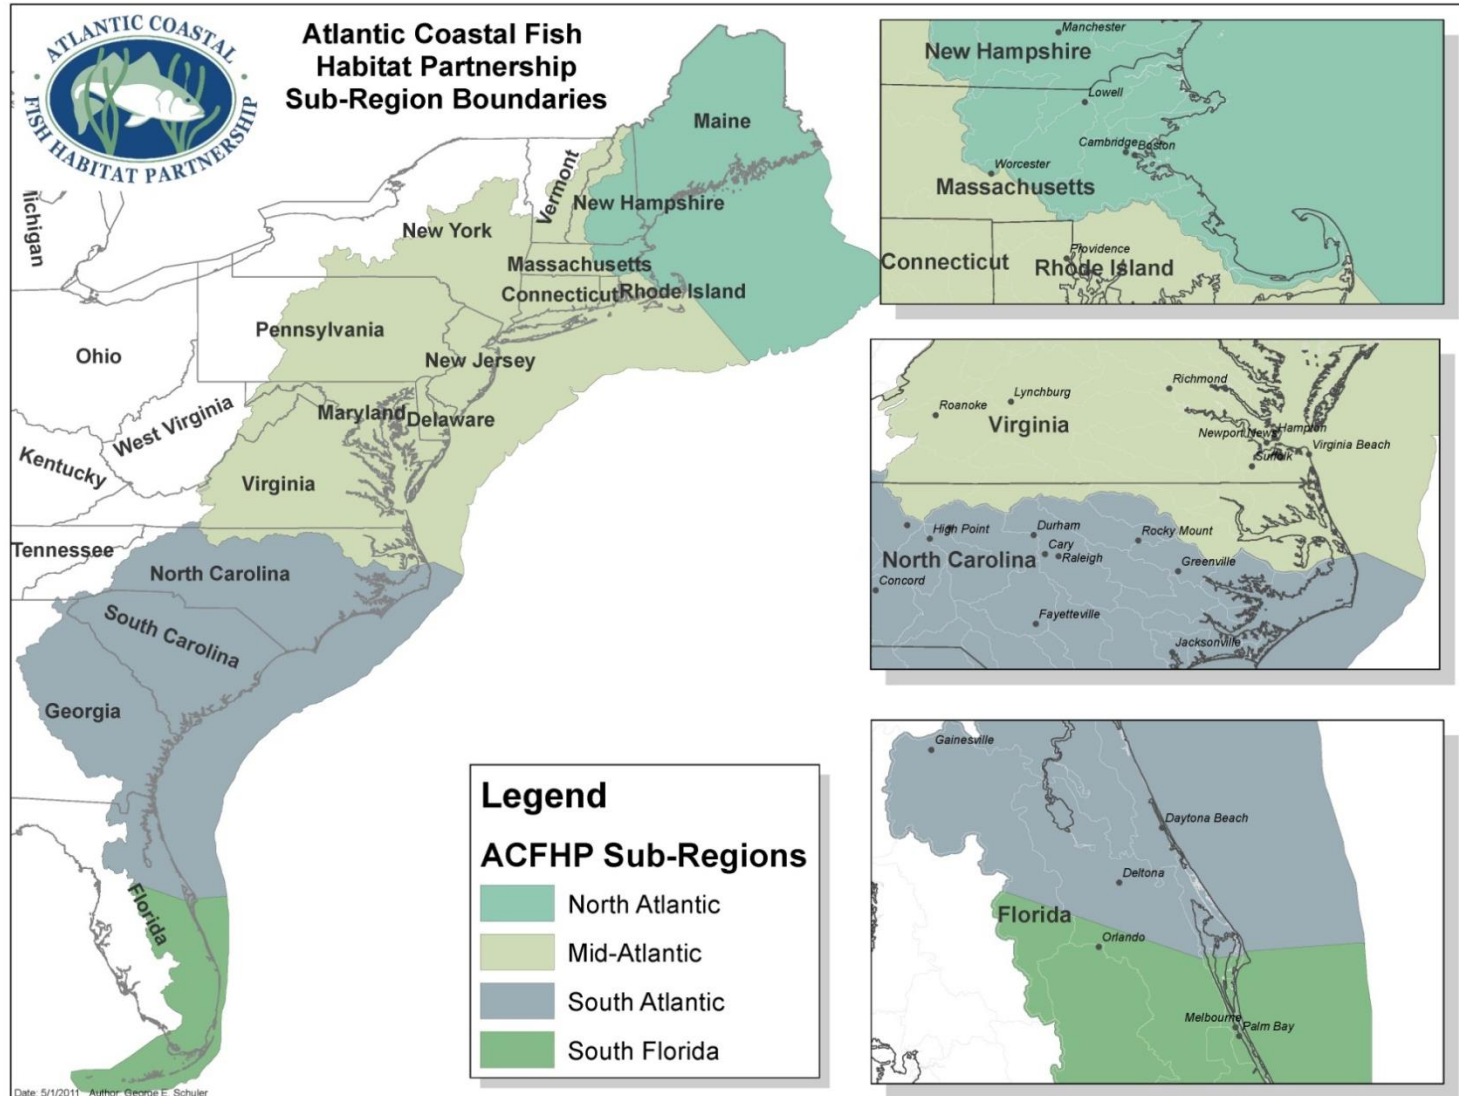 ATLANTIC COASTAL
FISH HABITAT PARTNERSHIP
Atlantic Coastal Fish
Habitat Partnership
Sub-Region Boundaries
Maine
Vermont
New Hampshire
New York
Massachusetts
Connecticut
Rhode Island
Pennsylvania
Ohio
New Jersey
West Virginia
Maryland
Delaware
Kentucky
Virginia
Tennessee
North Carolina
South Carolina
Georgia
Florida
Legend
ACFHP Sub-Regions
North Atlantic
Mid-Atlantic
South Atlantic
South Florida
Date: 5/1/2011 Author: George E. Schuler
Manchester
New Hampshire
Lowell
Cambridge
Boston
Worcester
Massachusetts
Providence
Connecticut
Rhode Island
Richmond
Lynchburg
Roanoke
Virginia
Hampton
Newport News
Virginia Beach
Suffolk
High Point
Durham
Rocky Mount
Cary
North Carolina
Raleigh
Greenville
Concord
Fayetteville
Jacksonville
Gainesville
Daytona Beach
Deltona
Florida
Orlando
Melbourne
Palm Bay